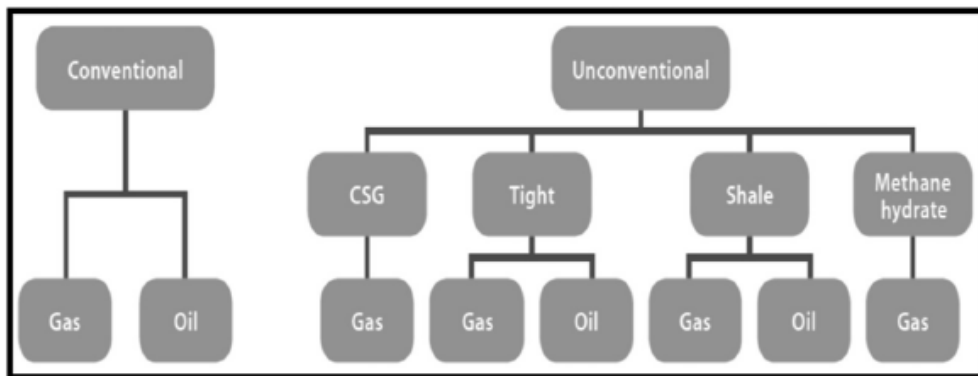 Conventional
Unconventional
CSG
Tight
Shale
Methane
hydrate
Gas
Oil
Gas
Gas
Oil
Gas
Oil
Gas